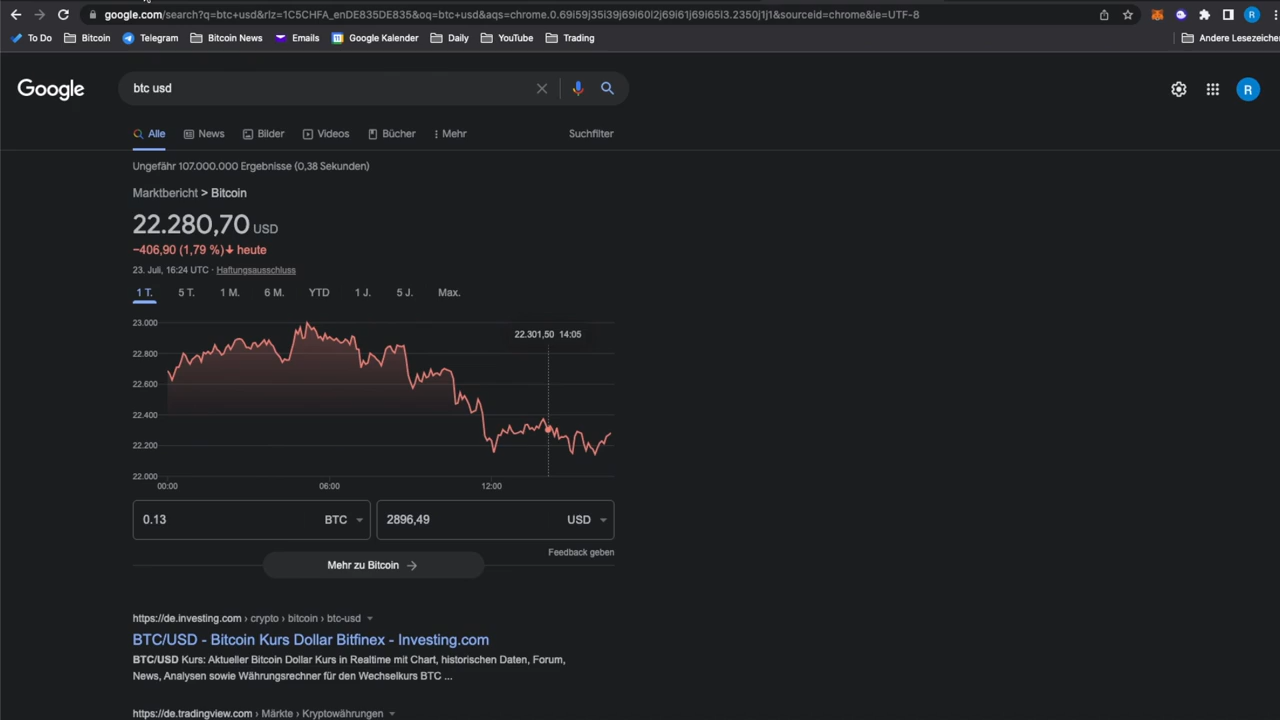 google.com/search?q=btc+usd&rlz=1C5CHFA_enDE835DE835&oq=btc+usd&aqs=chrome.0.69i59j35i39j69i60l2j69i61j69i65l3.2350j1j1&sourceid=chrome&ie=UTF-8
R
To Do Bitcoin Telegram Bitcoin News Emails Google Kalender Daily YouTube Trading Andere Lesezeichen
Google
btc usd
R
Alle News Bilder Videos Bücher Mehr Suchfilter
Ungefähr 107.000.000 Ergebnisse (0,38 Sekunden)
Marktbericht > Bitcoin
22.280,70 USD
−406,90 (1,79 %) heute
23. Juli, 16:24 UTC · Haftungsausschluss
1 T. 5 T. 1 M. 6 M. YTD 1 J. 5 J. Max.
23.000
22.301,50 14:05
22.800
22.600
22.400
22.200
22.000
00:00 06:00 12:00
0.13 BTC 2896,49 USD
Feedback geben
Mehr zu Bitcoin
https://de.investing.com › crypto › bitcoin › btc-usd
BTC/USD - Bitcoin Kurs Dollar Bitfinex - Investing.com
BTC/USD Kurs: Aktueller Bitcoin Dollar Kurs in Realtime mit Chart, historischen Daten, Forum,
News, Analysen sowie Währungsrechner für den Wechselkurs BTC ...
https://de.tradingview.com › Märkte › Kryptowährungen